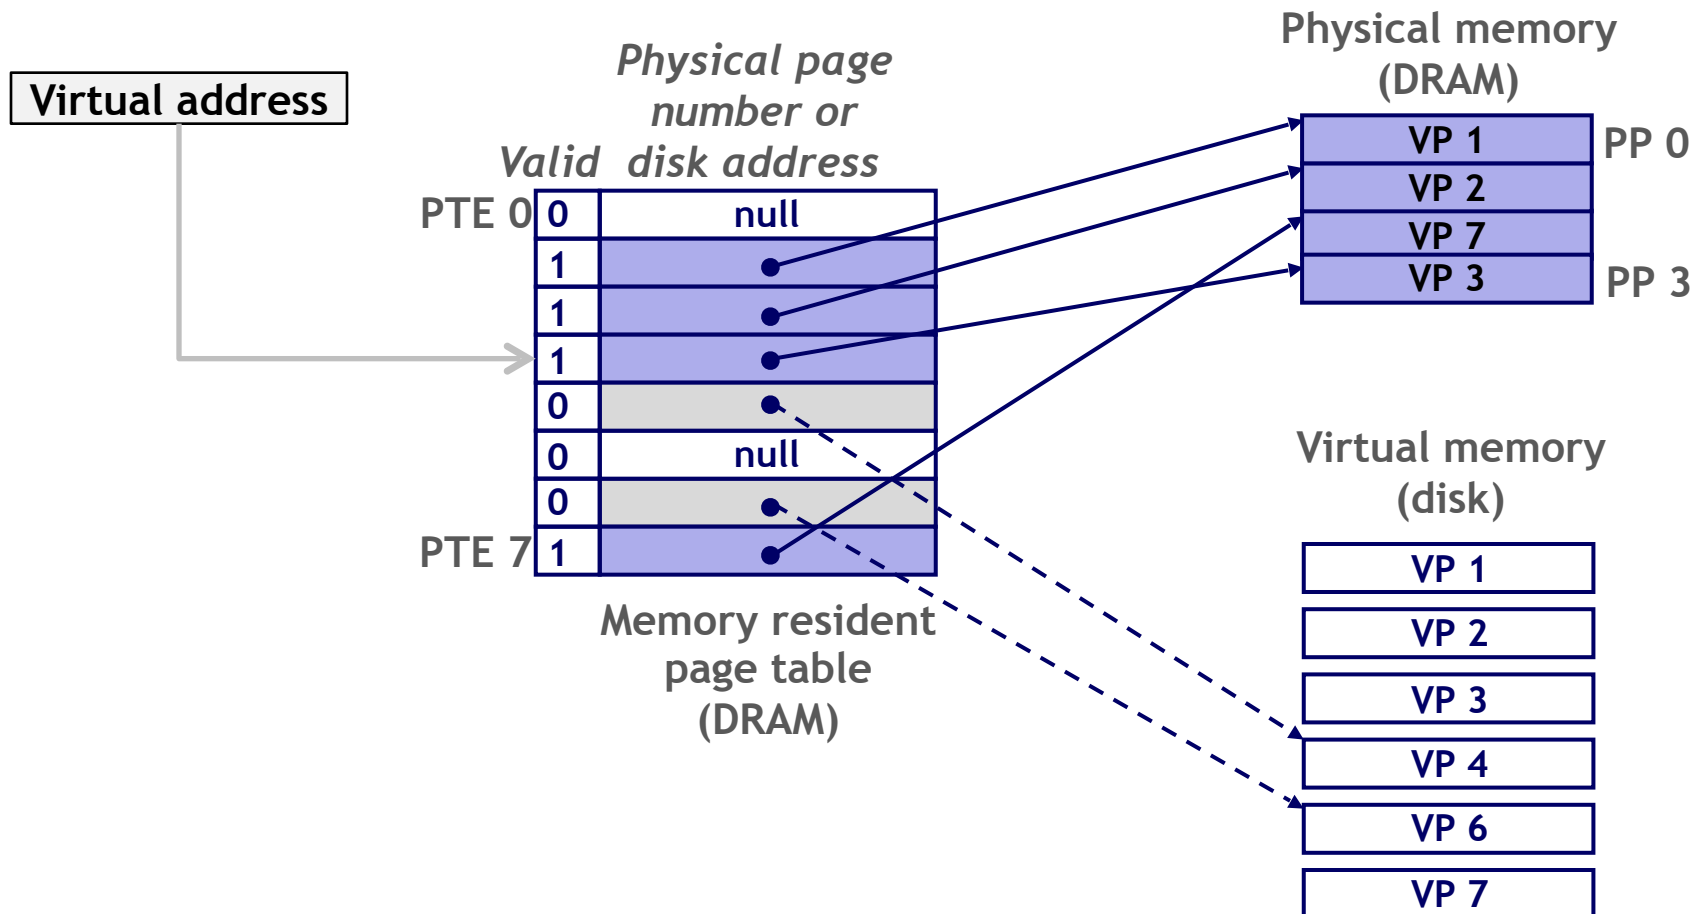 Virtual address
Physical page
number or
Valid disk address
PTE 0 0 null
1
1
1
0
0 null
0
PTE 7 1
Memory resident
page table
(DRAM)
Physical memory
(DRAM)
VP 1 PP 0
VP 2
VP 7
VP 3 PP 3
Virtual memory
(disk)
VP 1
VP 2
VP 3
VP 4
VP 6
VP 7